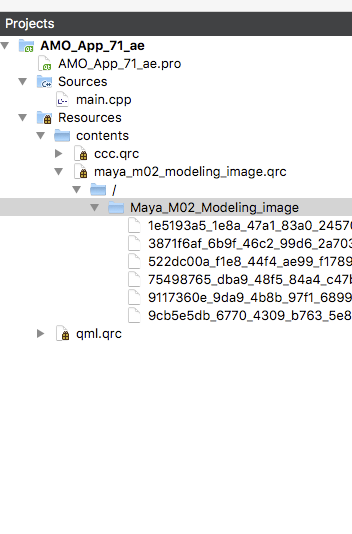 Projects
AMO_App_71_ae
AMO_App_71_ae.pro
Sources
main.cpp
Resources
contents
ccc.qrc
maya_m02_modeling_image.qrc
/
Maya_M02_Modeling_image
1e5193a5_1e8a_47a1_83a0_24570
3871f6af_6b9f_46c2_99d6_2a703
522dc00a_f1e8_44f4_ae99_f1789
75498765_dba9_48f5_84a4_c47b
9117360e_9da9_4b8b_97f1_6899
9cb5e5db_6770_4309_b763_5e8
qml.qrc